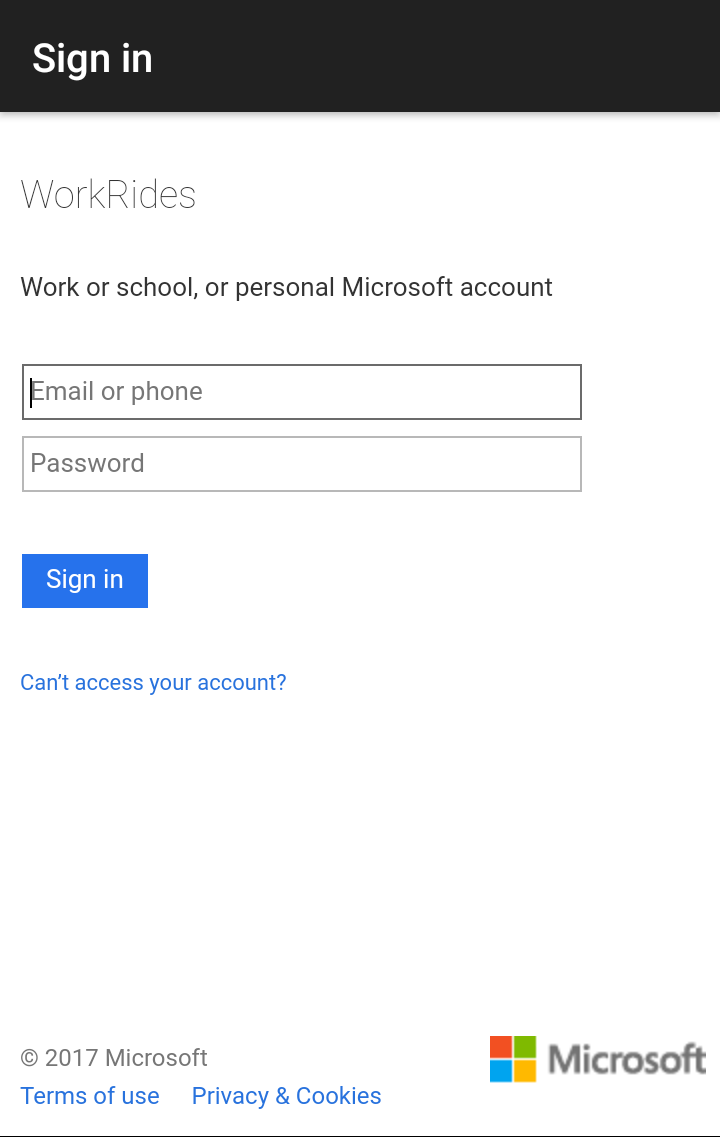 Sign in
WorkRides
Work or school, or personal Microsoft account
Email or phone
Password
Sign in
Can't access your account?
© 2017 Microsoft
Microsoft
Terms of use Privacy & Cookies